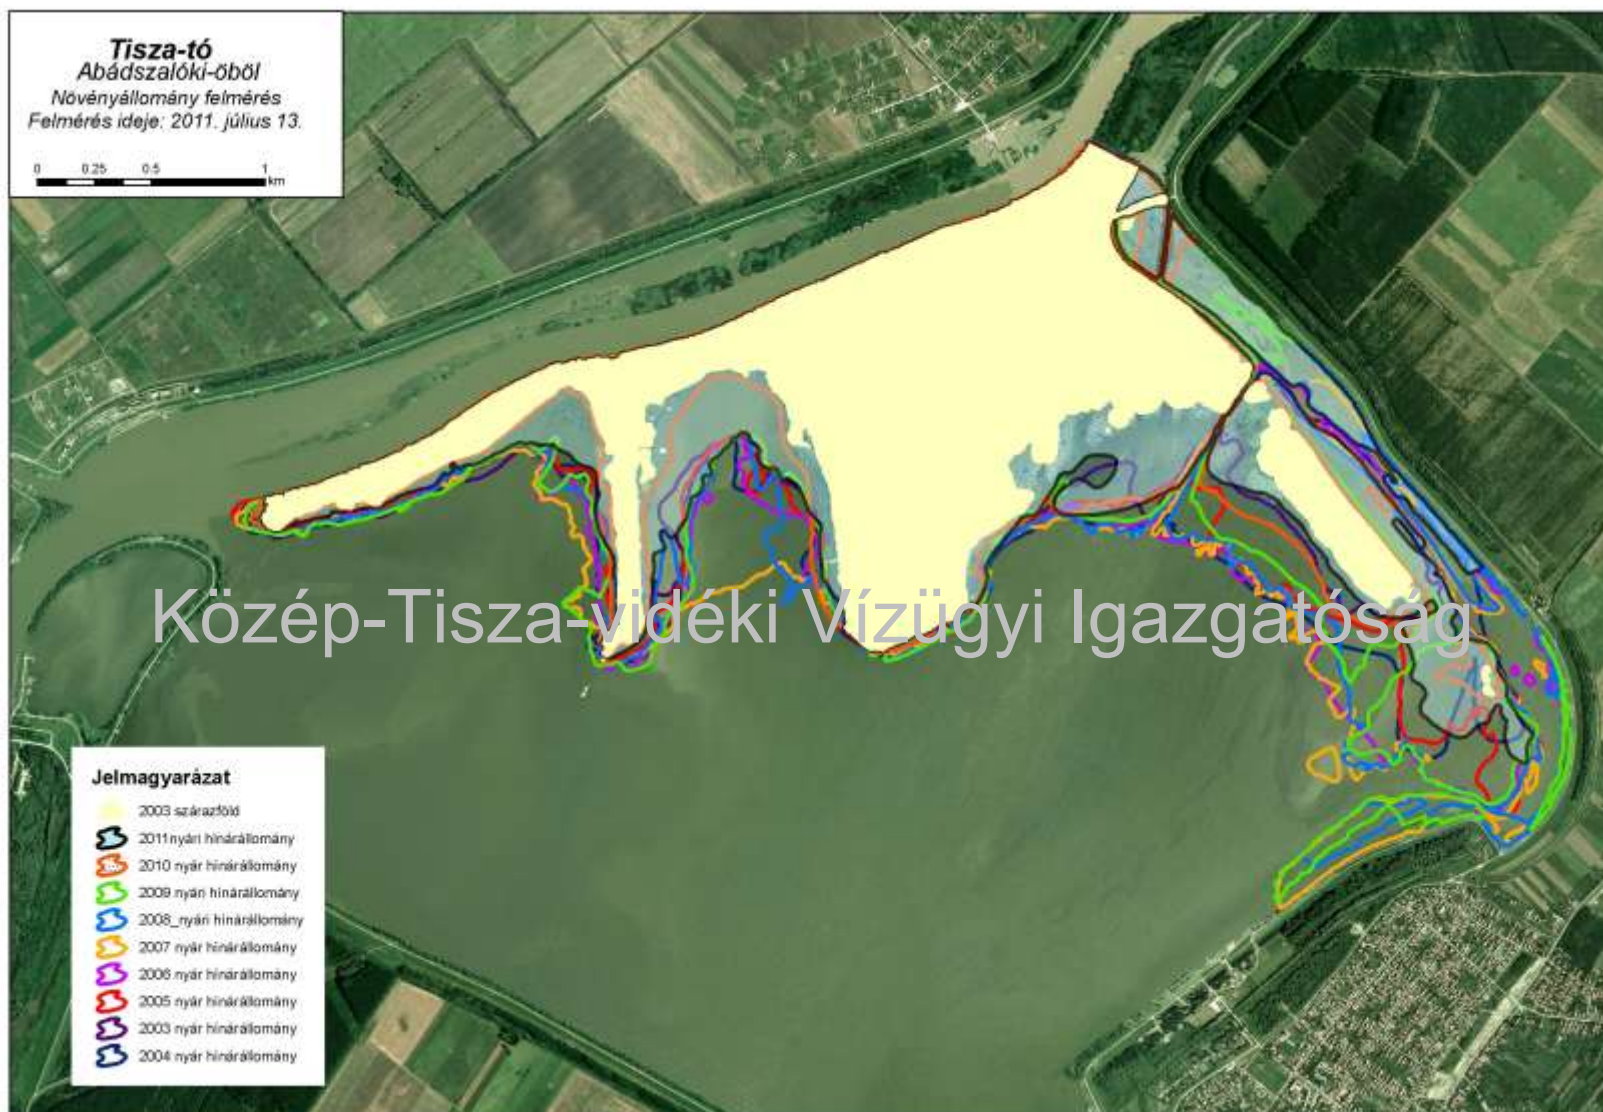 Tisza-tó
Abádszalóki-öböl
Növényállomány felmérés
Felmérés ideje: 2011. július 13.
0 0.25 0.5 1
km
Közép-Tisza-vidéki Vízügyi Igazgatóság
Jelmagyarázat
2003 szárazföld
2011nyári hínárállomány
2010 nyár hínárállomány
2009 nyári hínárállomány
2008_nyári hínárállomány
2007 nyár hínárállomány
2006 nyár hínárállomány
2005 nyár hínárállomány
2003 nyár hínárállomány
2004 nyár hínárállomány